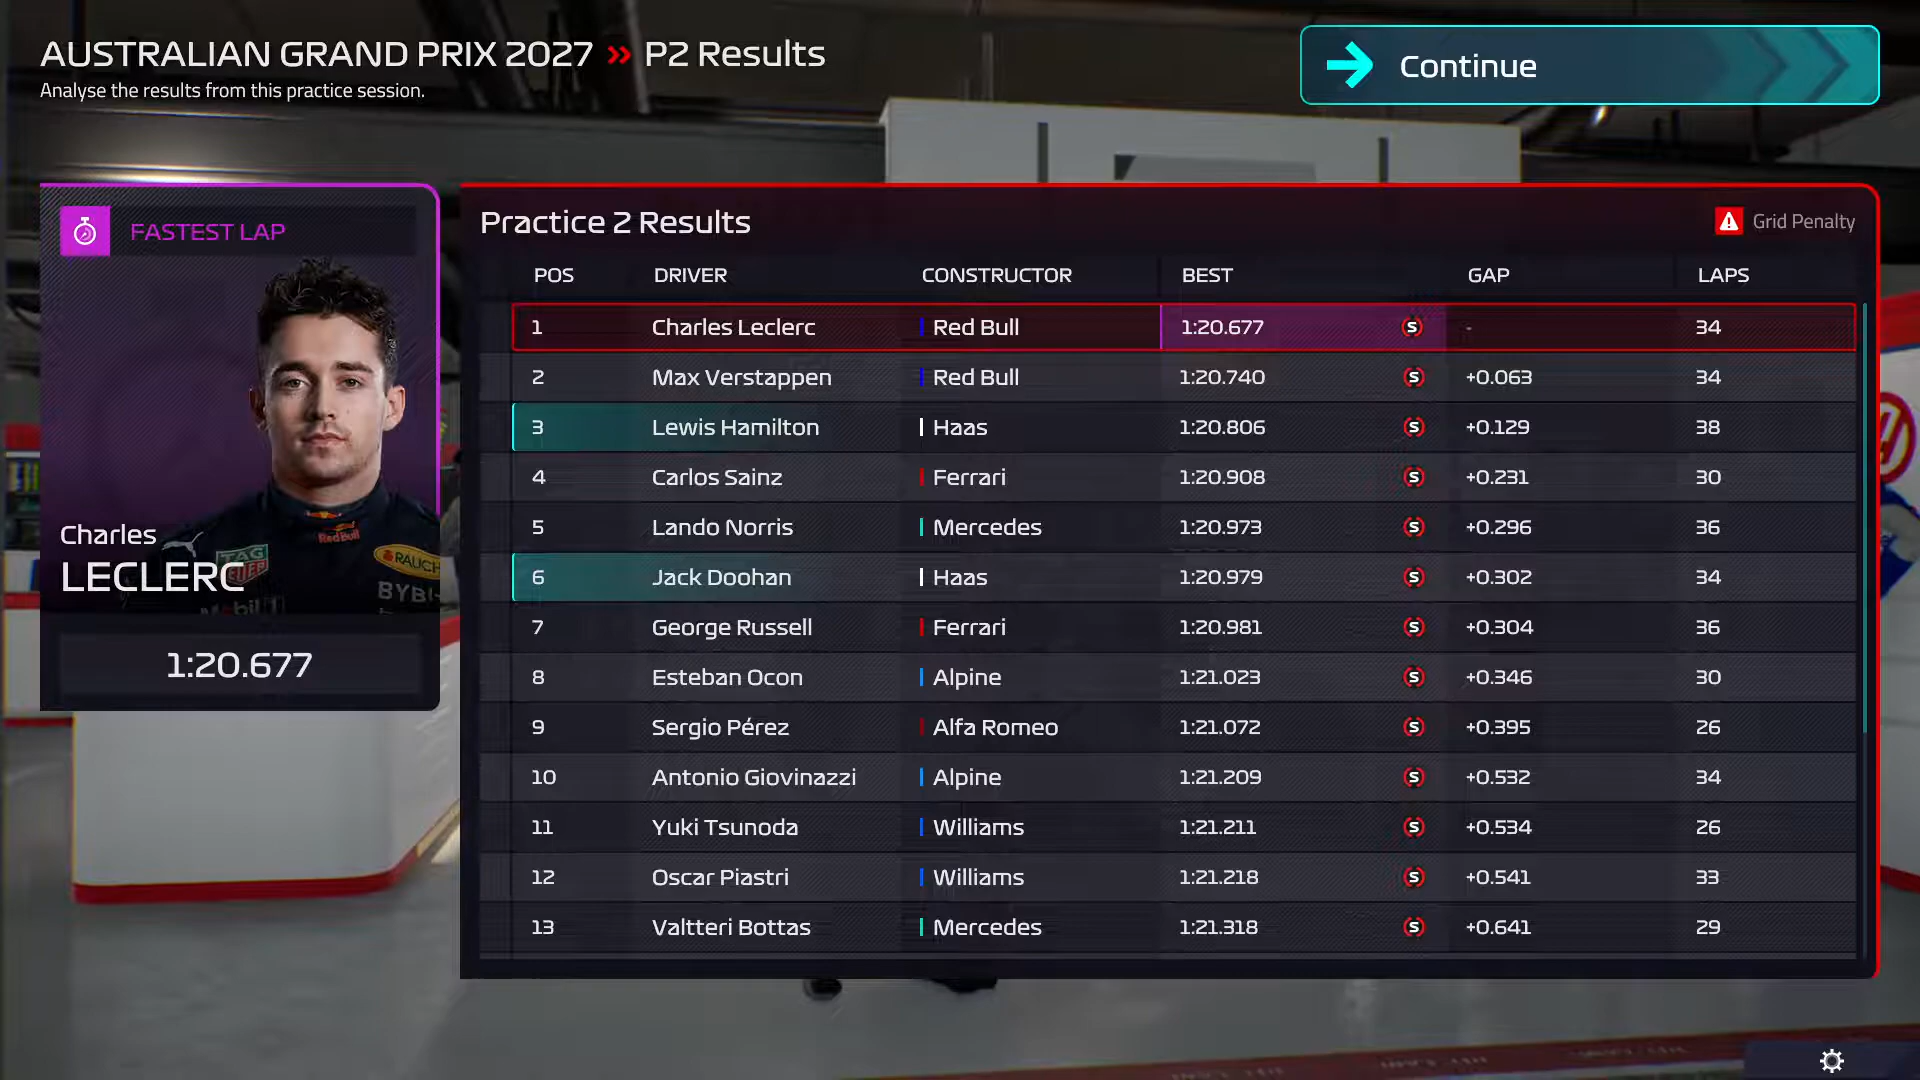 AUSTRALIAN GRAND PRIX 2027 » P2 Results
Analyse the results from this practice session.
Continue
FASTEST LAP
Charles
LECLERC
1:20.677
TAG
HEUER
Red Bull
RAUCH
BYBI
Mobil
Practice 2 Results
Grid Penalty
POS DRIVER CONSTRUCTOR BEST GAP LAPS
1 Charles Leclerc Red Bull 1:20.677 S - 34
2 Max Verstappen Red Bull 1:20.740 S +0.063 34
3 Lewis Hamilton Haas 1:20.806 S +0.129 38
4 Carlos Sainz Ferrari 1:20.908 S +0.231 30
5 Lando Norris Mercedes 1:20.973 S +0.296 36
6 Jack Doohan Haas 1:20.979 S +0.302 34
7 George Russell Ferrari 1:20.981 S +0.304 36
8 Esteban Ocon Alpine 1:21.023 S +0.346 30
9 Sergio Pérez Alfa Romeo 1:21.072 S +0.395 26
10 Antonio Giovinazzi Alpine 1:21.209 S +0.532 34
11 Yuki Tsunoda Williams 1:21.211 S +0.534 26
12 Oscar Piastri Williams 1:21.218 S +0.541 33
13 Valtteri Bottas Mercedes 1:21.318 S +0.641 29